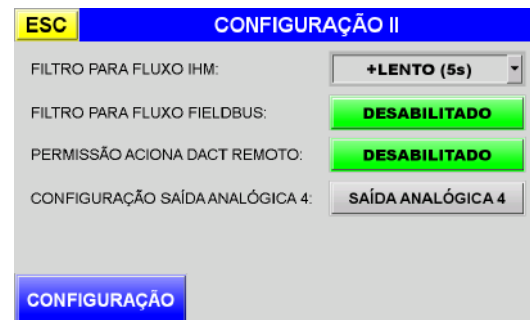 ESC
CONFIGURAÇÃO II
FILTRO PARA FLUXO IHM:
+LENTO (5s)
FILTRO PARA FLUXO FIELDBUS:
DESABILITADO
PERMISSÃO ACIONA DACT REMOTO:
DESABILITADO
CONFIGURAÇÃO SAÍDA ANALÓGICA 4:
SAÍDA ANALÓGICA 4
CONFIGURAÇÃO